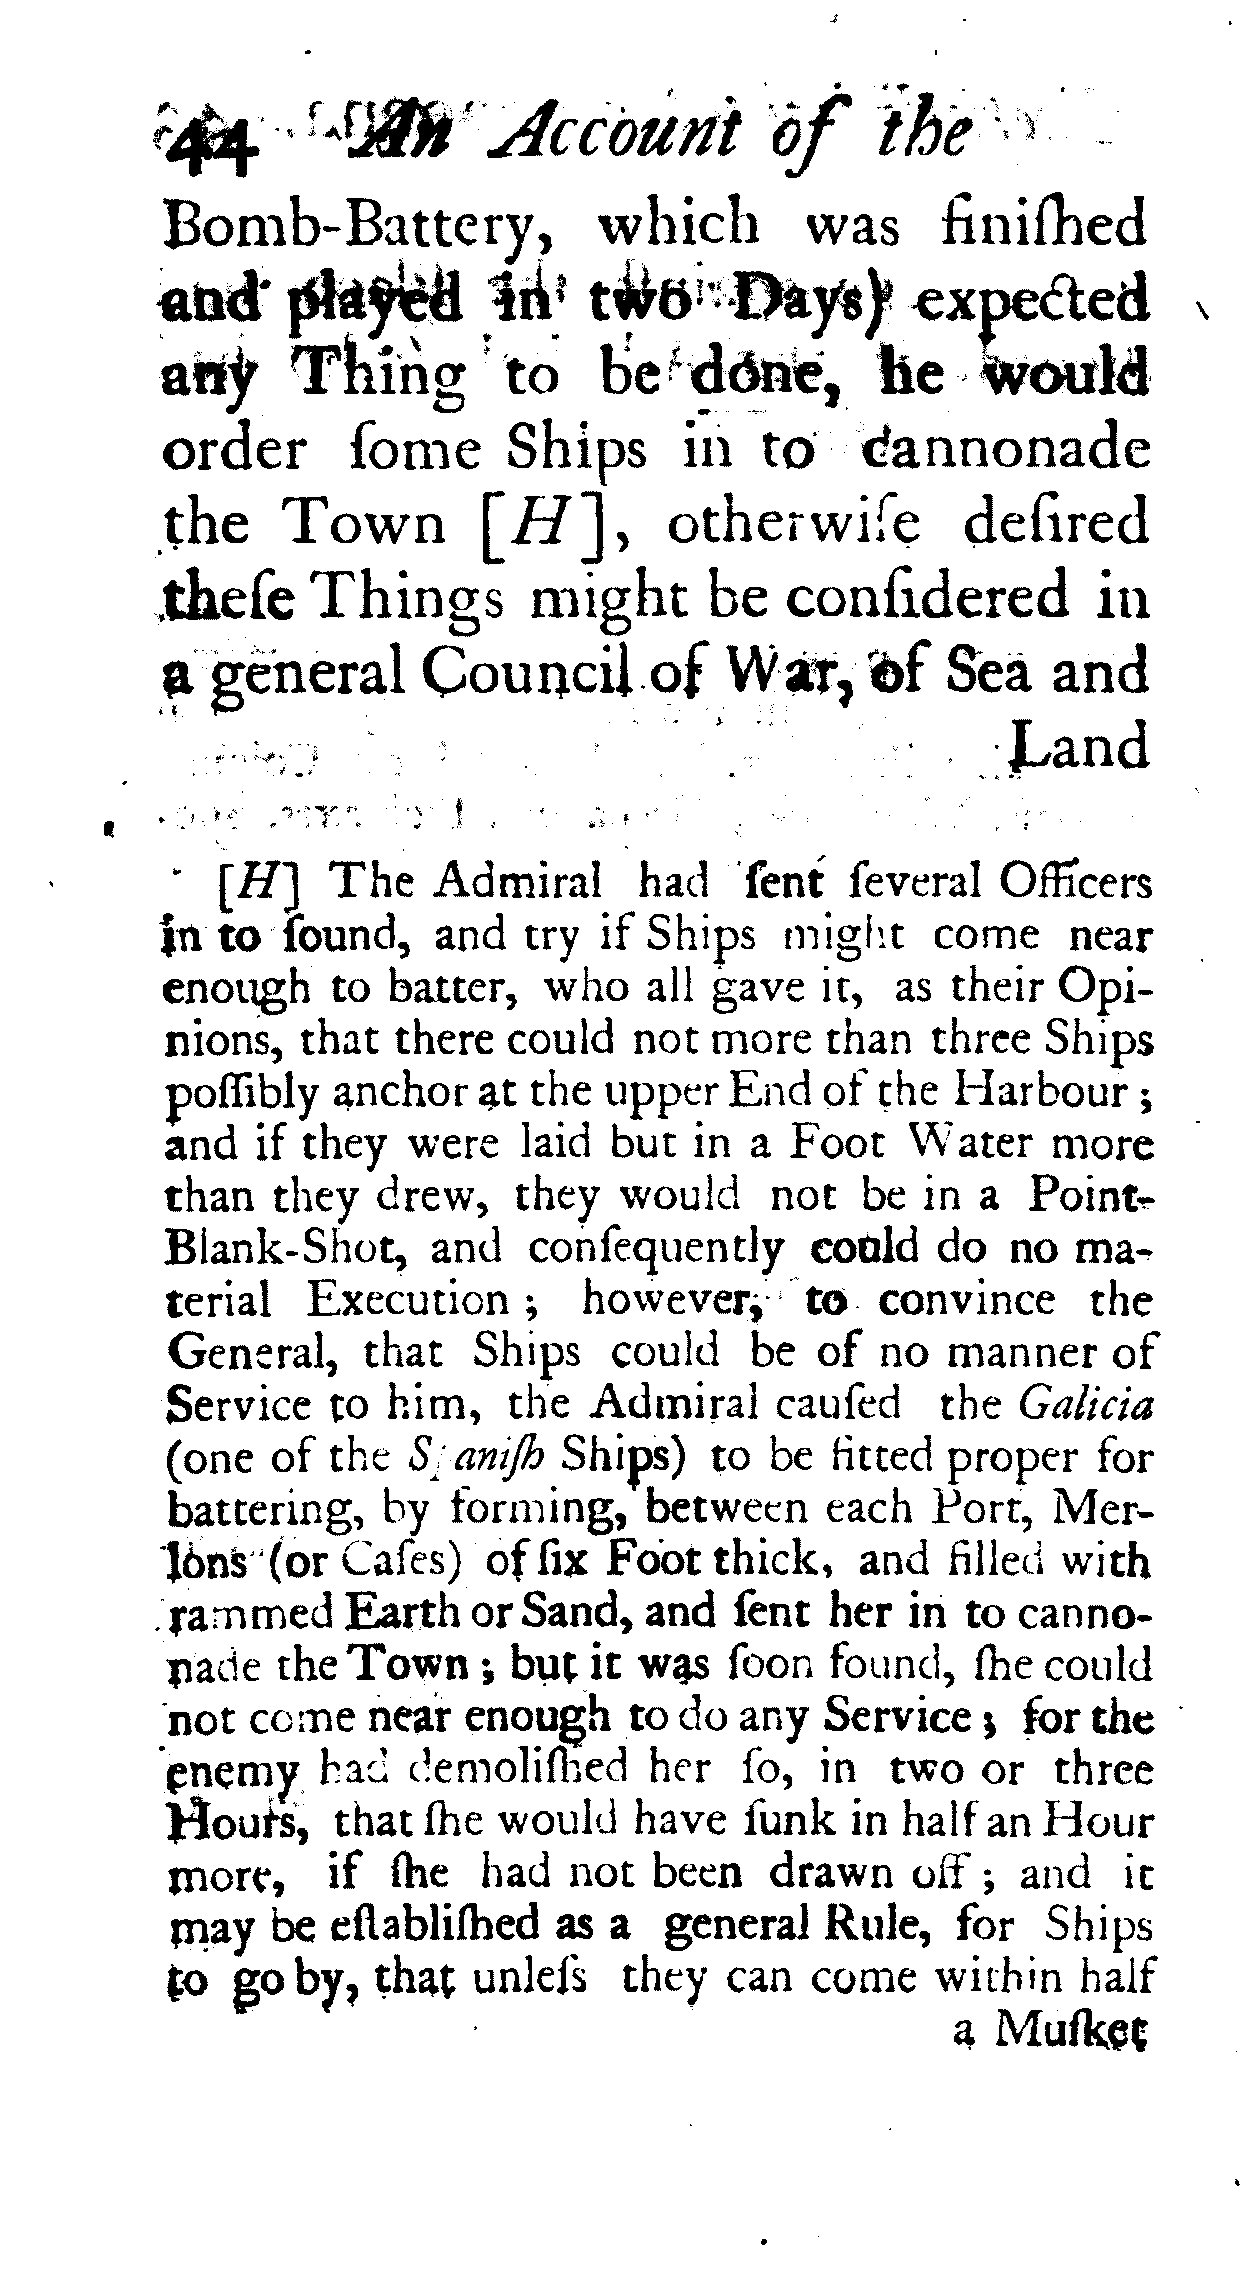 44 An Account of the
Bomb-Battery, which was finiſhed
and played in two Days) expected
any Thing to be done, he would
order ſome Ships in to cannonade
the Town [H], otherwiſe deſired
theſe Things might be conſidered in
a general Council of War, of Sea and
Land
[H] The Admiral had ſent ſeveral Officers
in to ſound, and try if Ships might come near
enough to batter, who all gave it, as their Opi-
nions, that there could not more than three Ships
poſſibly anchor at the upper End of the Harbour ;
and if they were laid but in a Foot Water more
than they drew, they would not be in a Point-
Blank-Shot, and conſequently could do no ma-
terial Execution ; however, to convince the
General, that Ships could be of no manner of
Service to him, the Admiral cauſed the Galicia
(one of the Spaniſh Ships) to be fitted proper for
battering, by forming, between each Port, Mer-
lons (or Caſes) of ſix Foot thick, and filled with
rammed Earth or Sand, and ſent her in to canno-
nade the Town ; but it was ſoon found, ſhe could
not come near enough to do any Service ; for the
enemy had demoliſhed her ſo, in two or three
Hours, that ſhe would have ſunk in half an Hour
more, if ſhe had not been drawn off ; and it
may be eſtabliſhed as a general Rule, for Ships
to go by, that unleſs they can come within half
a Muſket